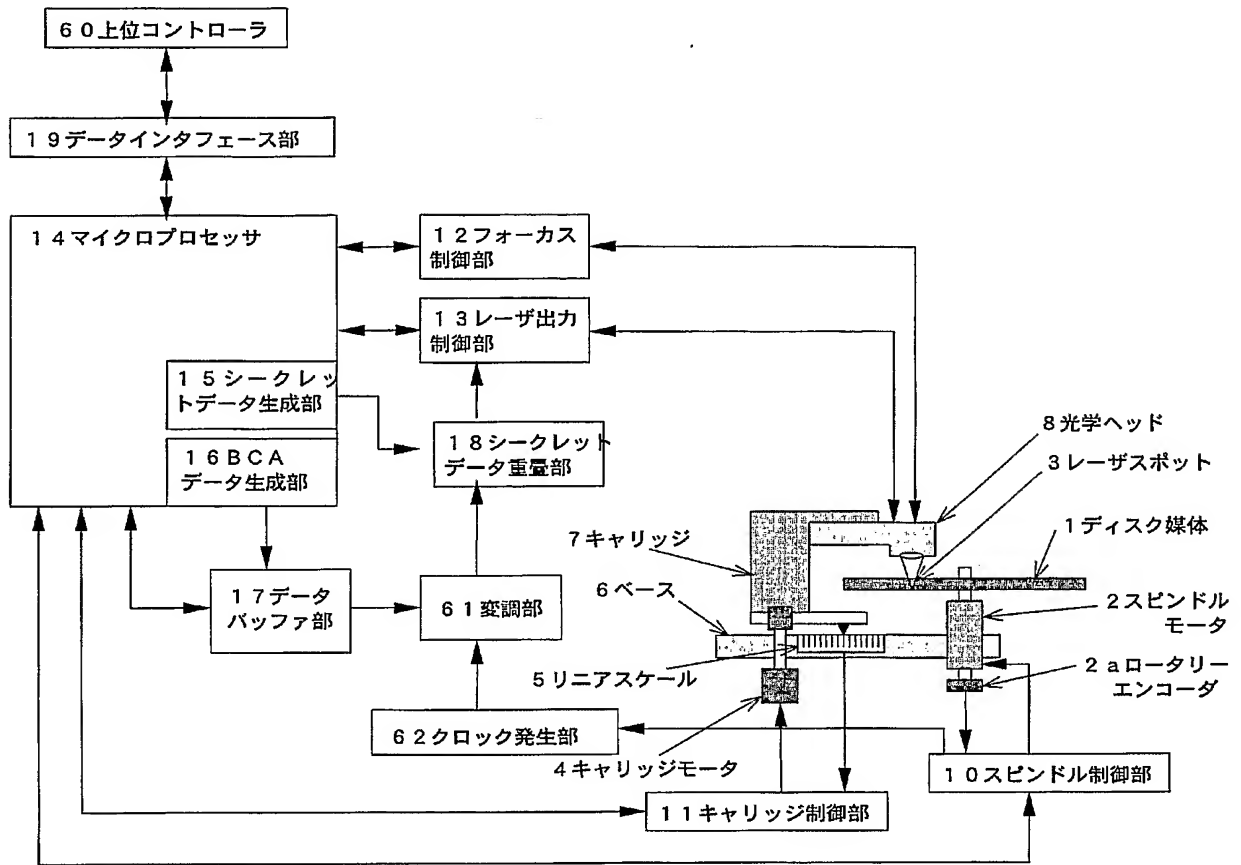 ６０上位コントローラ
１９データインタフェース部
１４マイクロプロセッサ
１２フォーカス
制御部
１３レーザ出力
制御部
１５シークレッ
トデータ生成部
１６ＢＣＡ
データ生成部
１８シークレット
データ重畳部
１７データ
バッファ部
６１変調部
６２クロック発生部
８光学ヘッド
３レーザスポット
１ディスク媒体
７キャリッジ
６ベース
２スピンドル
モータ
５リニアスケール
２ａロータリー
エンコーダ
４キャリッジモータ
１０スピンドル制御部
１１キャリッジ制御部